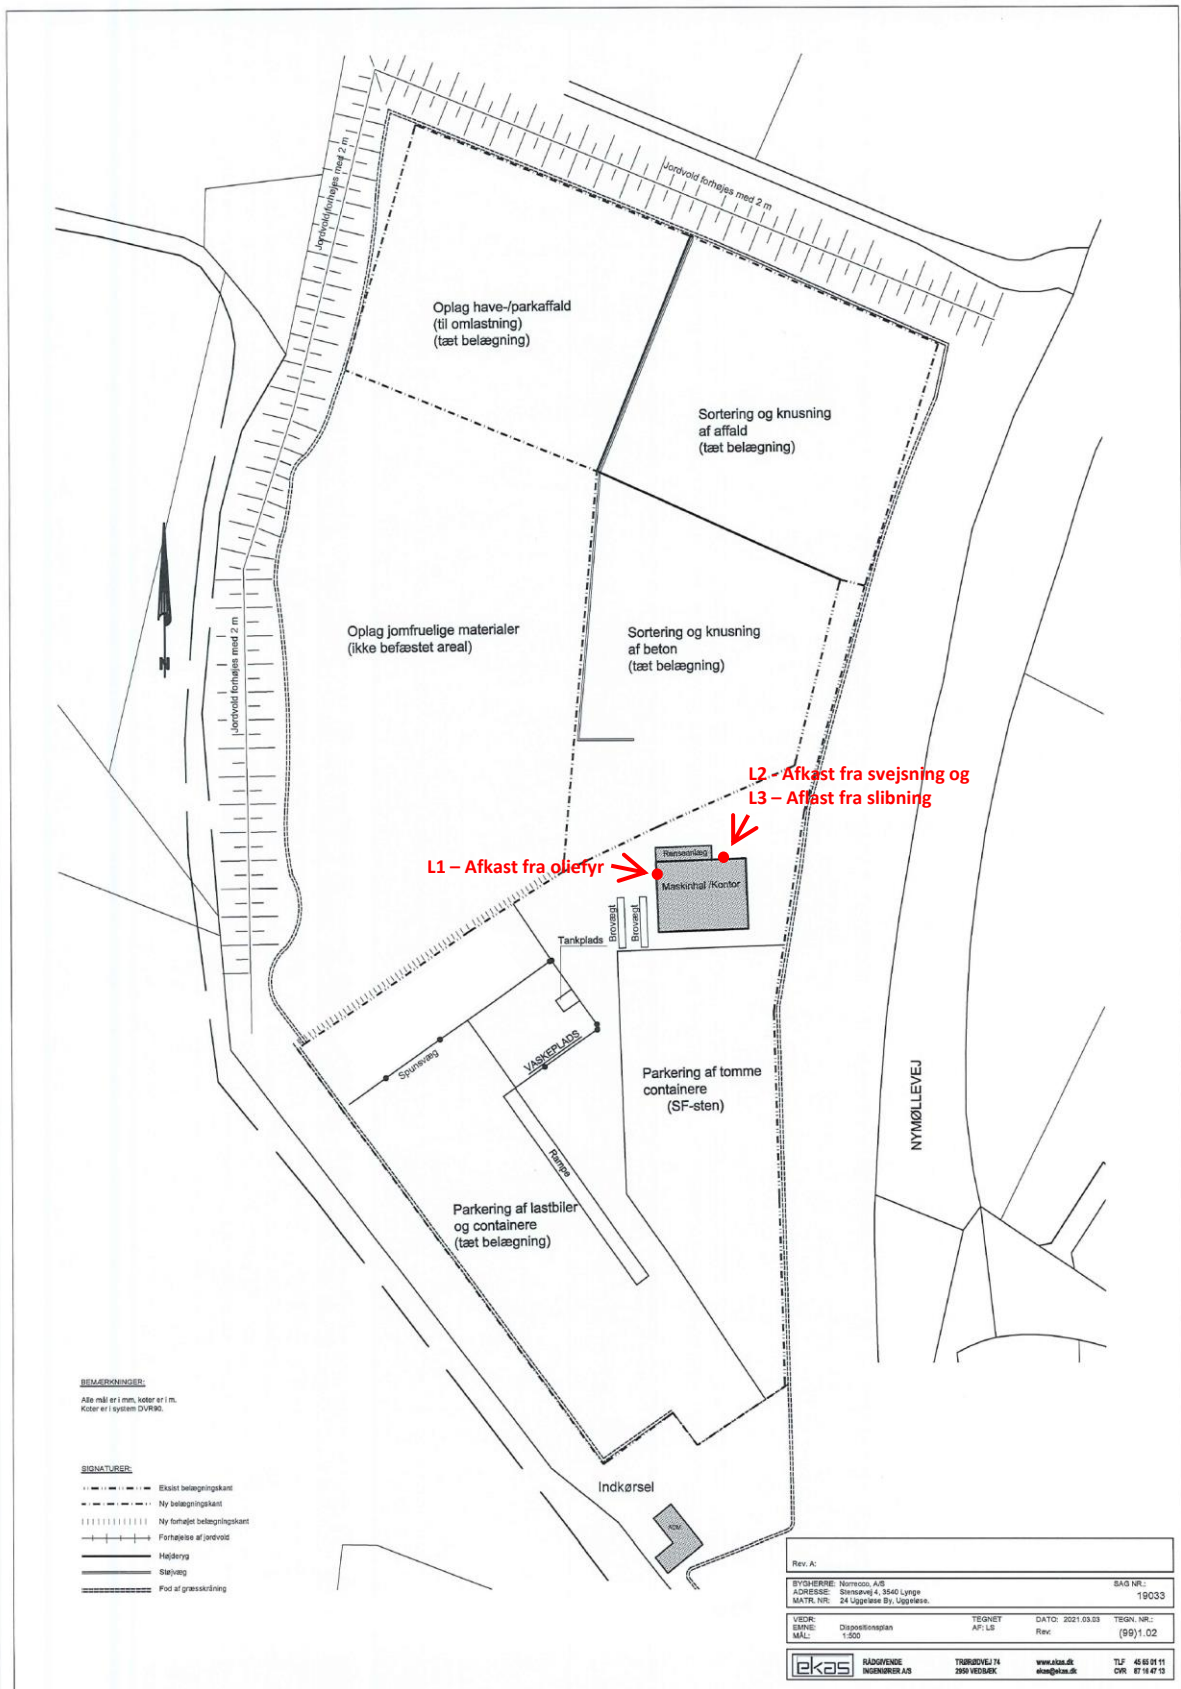 Jordvold forhøjes med 2 m
Jordvold forhøjes med 2 m
Oplag have-/parkaffald
(til omlastning)
(tæt belægning)
Sortering og knusning
af affald
(tæt belægning)
Oplag jomfruelige materialer
(ikke befæstet areal)
Sortering og knusning
af beton
(tæt belægning)
Jordvold forhøjes med 2 m
N
L2 - Afkast fra svejsning og
L3 – Aflast fra slibning
L1 – Afkast fra oliefyr
Renseanlæg
Maskinhal /Kontor
Brovægt
Brovægt
Tankplads
Spunsvæg
VASKEPLADS
Parkering af tomme
containere
(SF-sten)
NYMØLLEVEJ
Rampe
Parkering af lastbiler
og containere
(tæt belægning)
Indkørsel
ADM.
BEMÆRKNINGER:
Alle mål er i mm, koter er i m.
Koter er i system DVR90.
SIGNATURER:
Eksist belægningskant
Ny belægningskant
Ny forhøjet belægningskant
Forhøjelse af jordvold
Højderyg
Støjvæg
Fod af græsskråning
Rev. A:
BYGHERRE: Norrecco, A/S
ADRESSE: Stensøvej 4, 3540 Lynge
MATR. NR: 24 Uggeløse By, Uggeløse.
SAG NR.:
19033
VEDR:
EMNE: Dispositionsplan
MÅL: 1:500
TEGNET
AF: LS
DATO: 2021.03.03
Rev:
TEGN. NR.:
(99)1.02
ekas
RÅDGIVENDE
INGENIØRER A/S
TRØRØDVEJ 74
2950 VEDBÆK
www.ekas.dk
ekas@ekas.dk
TLF 45 65 01 11
CVR 87 16 47 13